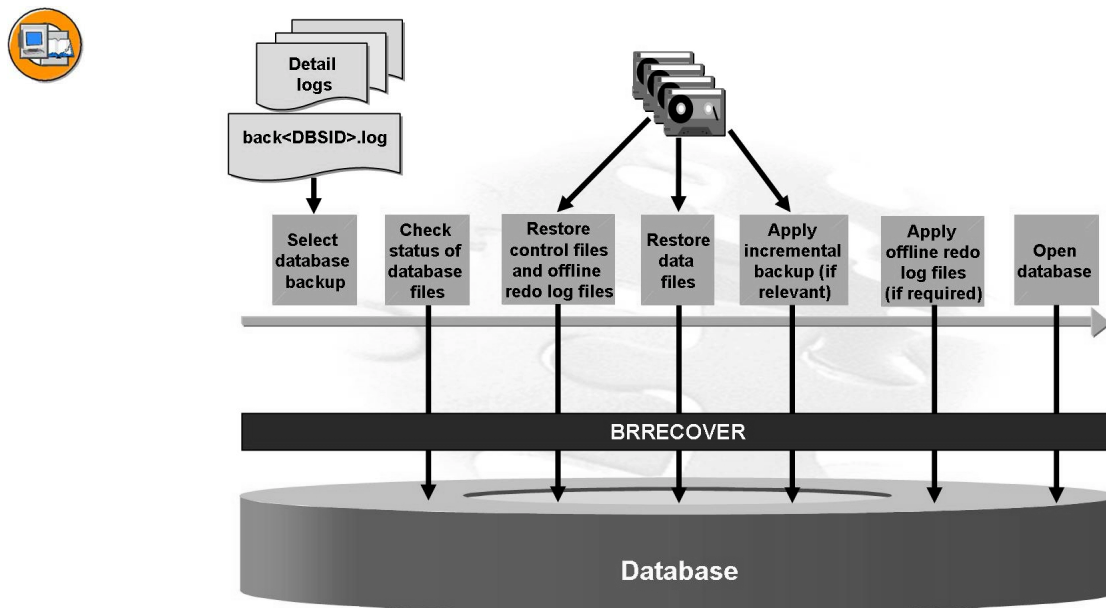 Detail
logs
back<DBSID>.log
Select
database
backup
Check
status of
database
files
Restore
control files
and offline
redo log files
Restore
data
files
Apply
incremental
backup (if
relevant)
Apply
offline redo
log files
(if required)
Open
database
BRRECOVER
Database